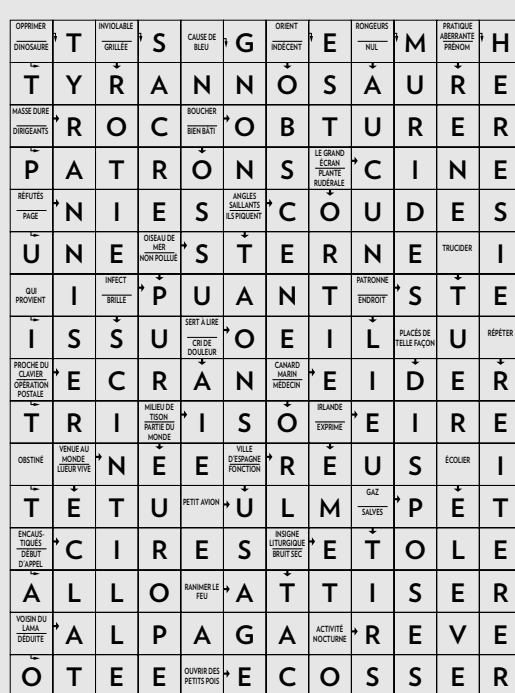 OPPRIMER DINOSAURE T INVIOLABLE GRILLÉE S CAUSE DE BLEU G ORIENT INDÉCENT E RONGEURS NUL M PRATIQUE ABERRANTE PRÉNOM H
T Y R A N N O S A U R E
MASSE DURE DIRIGEANTS R O C BOUCHER BIEN BÂTI O B T U R E R
P A T R O N S LE GRAND ÉCRAN PLANTE RUDÉRALE C I N E
RÉFUTÉS PAGE N I E S ANGLES SAILLANTS ILS PIQUENT C O U D E S
U N E OISEAU DE MER NON POLLUÉ S T E R N E TRUCIDER I
QUI PROVIENT I INFECT BRILLE P U A N T PATRONNE ENDROIT S T E
I S S U SERT À LIRE CRI DE DOULEUR O E I L PLACÉS DE TELLE FAÇON U RÉPÉTER
PROCHE DU CLAVIER OPÉRATION POSTALE E C R A N CANARD MARIN MÉDECIN E I D E R
T R I MILIEU DE TISON PARTIE DU MONDE I S O IRLANDE EXPRIME E I R E
OBSTINÉ VENUE AU MONDE LUEUR VIVE N E E VILLE D'ESPAGNE FONCTION R E U S ÉCOLIER I
T E T U PETIT AVION U L M GAZ SALVES P E T
ENCAUS- TIQUÉS DÉBUT D'APPEL C I R E S INSIGNE LITURGIQUE BRUIT SEC E T O L E
A L L O RANIMER LE FEU A T T I S E R
VOISIN DU LAMA DÉDUITE A L P A G A ACTIVITÉ NOCTURNE R E V E
O T E E OUVRIR DES PETITS POIS E C O S S E R